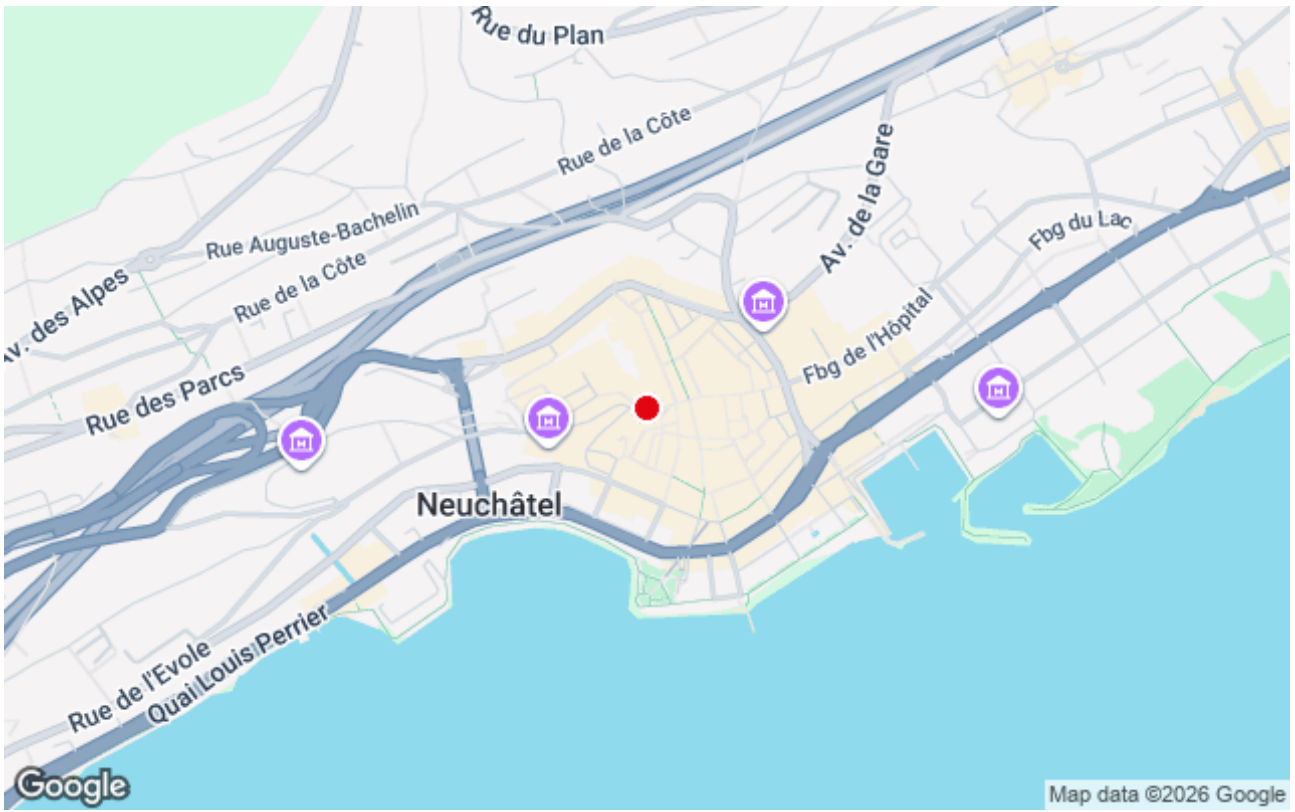 Rue du Plan
Rue de la Côte
Av. de la Gare
Rue Auguste-Bachelin
Fbg du Lac
Rue de la Côte
Av. des Alpes
Fbg de l'Hôpital
Rue des Parcs
Neuchâtel
Quai Louis Perrier
Rue de l'Evole
Google
Map data ©2026 Google